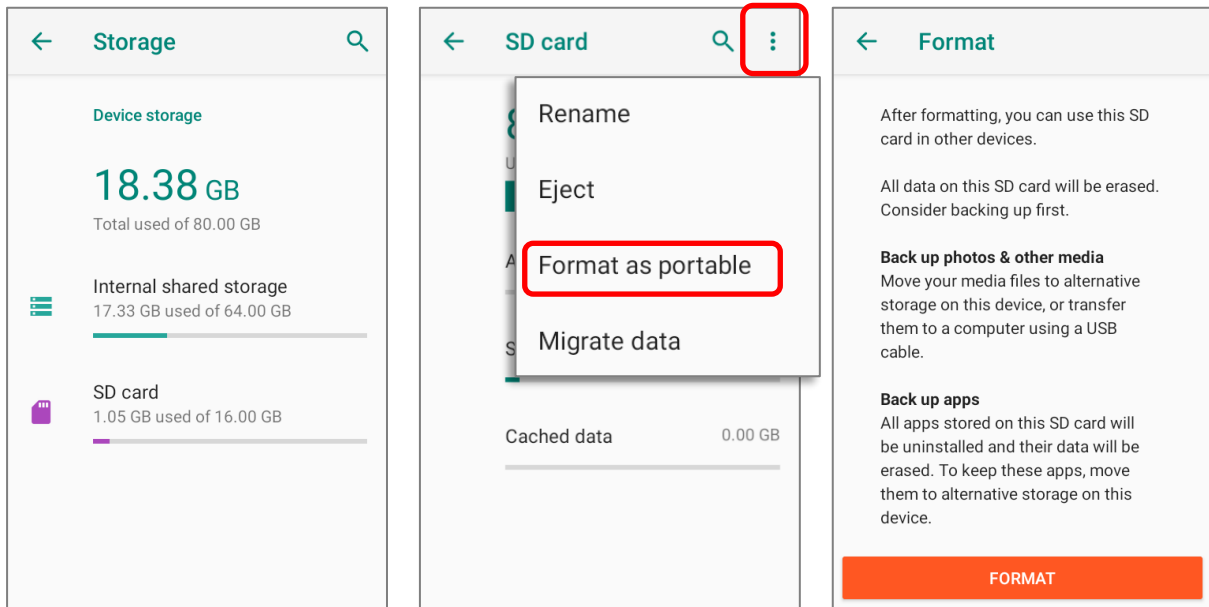 Storage
Device storage
18.38 GB
Total used of 80.00 GB
Internal shared storage
17.33 GB used of 64.00 GB
SD card
1.05 GB used of 16.00 GB
SD card
Rename
Eject
Format as portable
Migrate data
Cached data
0.00 GB
Format
After formatting, you can use this SD
card in other devices.
All data on this SD card will be erased.
Consider backing up first.
Back up photos & other media
Move your media files to alternative
storage on this device, or transfer
them to a computer using a USB
cable.
Back up apps
All apps stored on this SD card will
be uninstalled and their data will be
erased. To keep these apps, move
them to alternative storage on this
device.
FORMAT